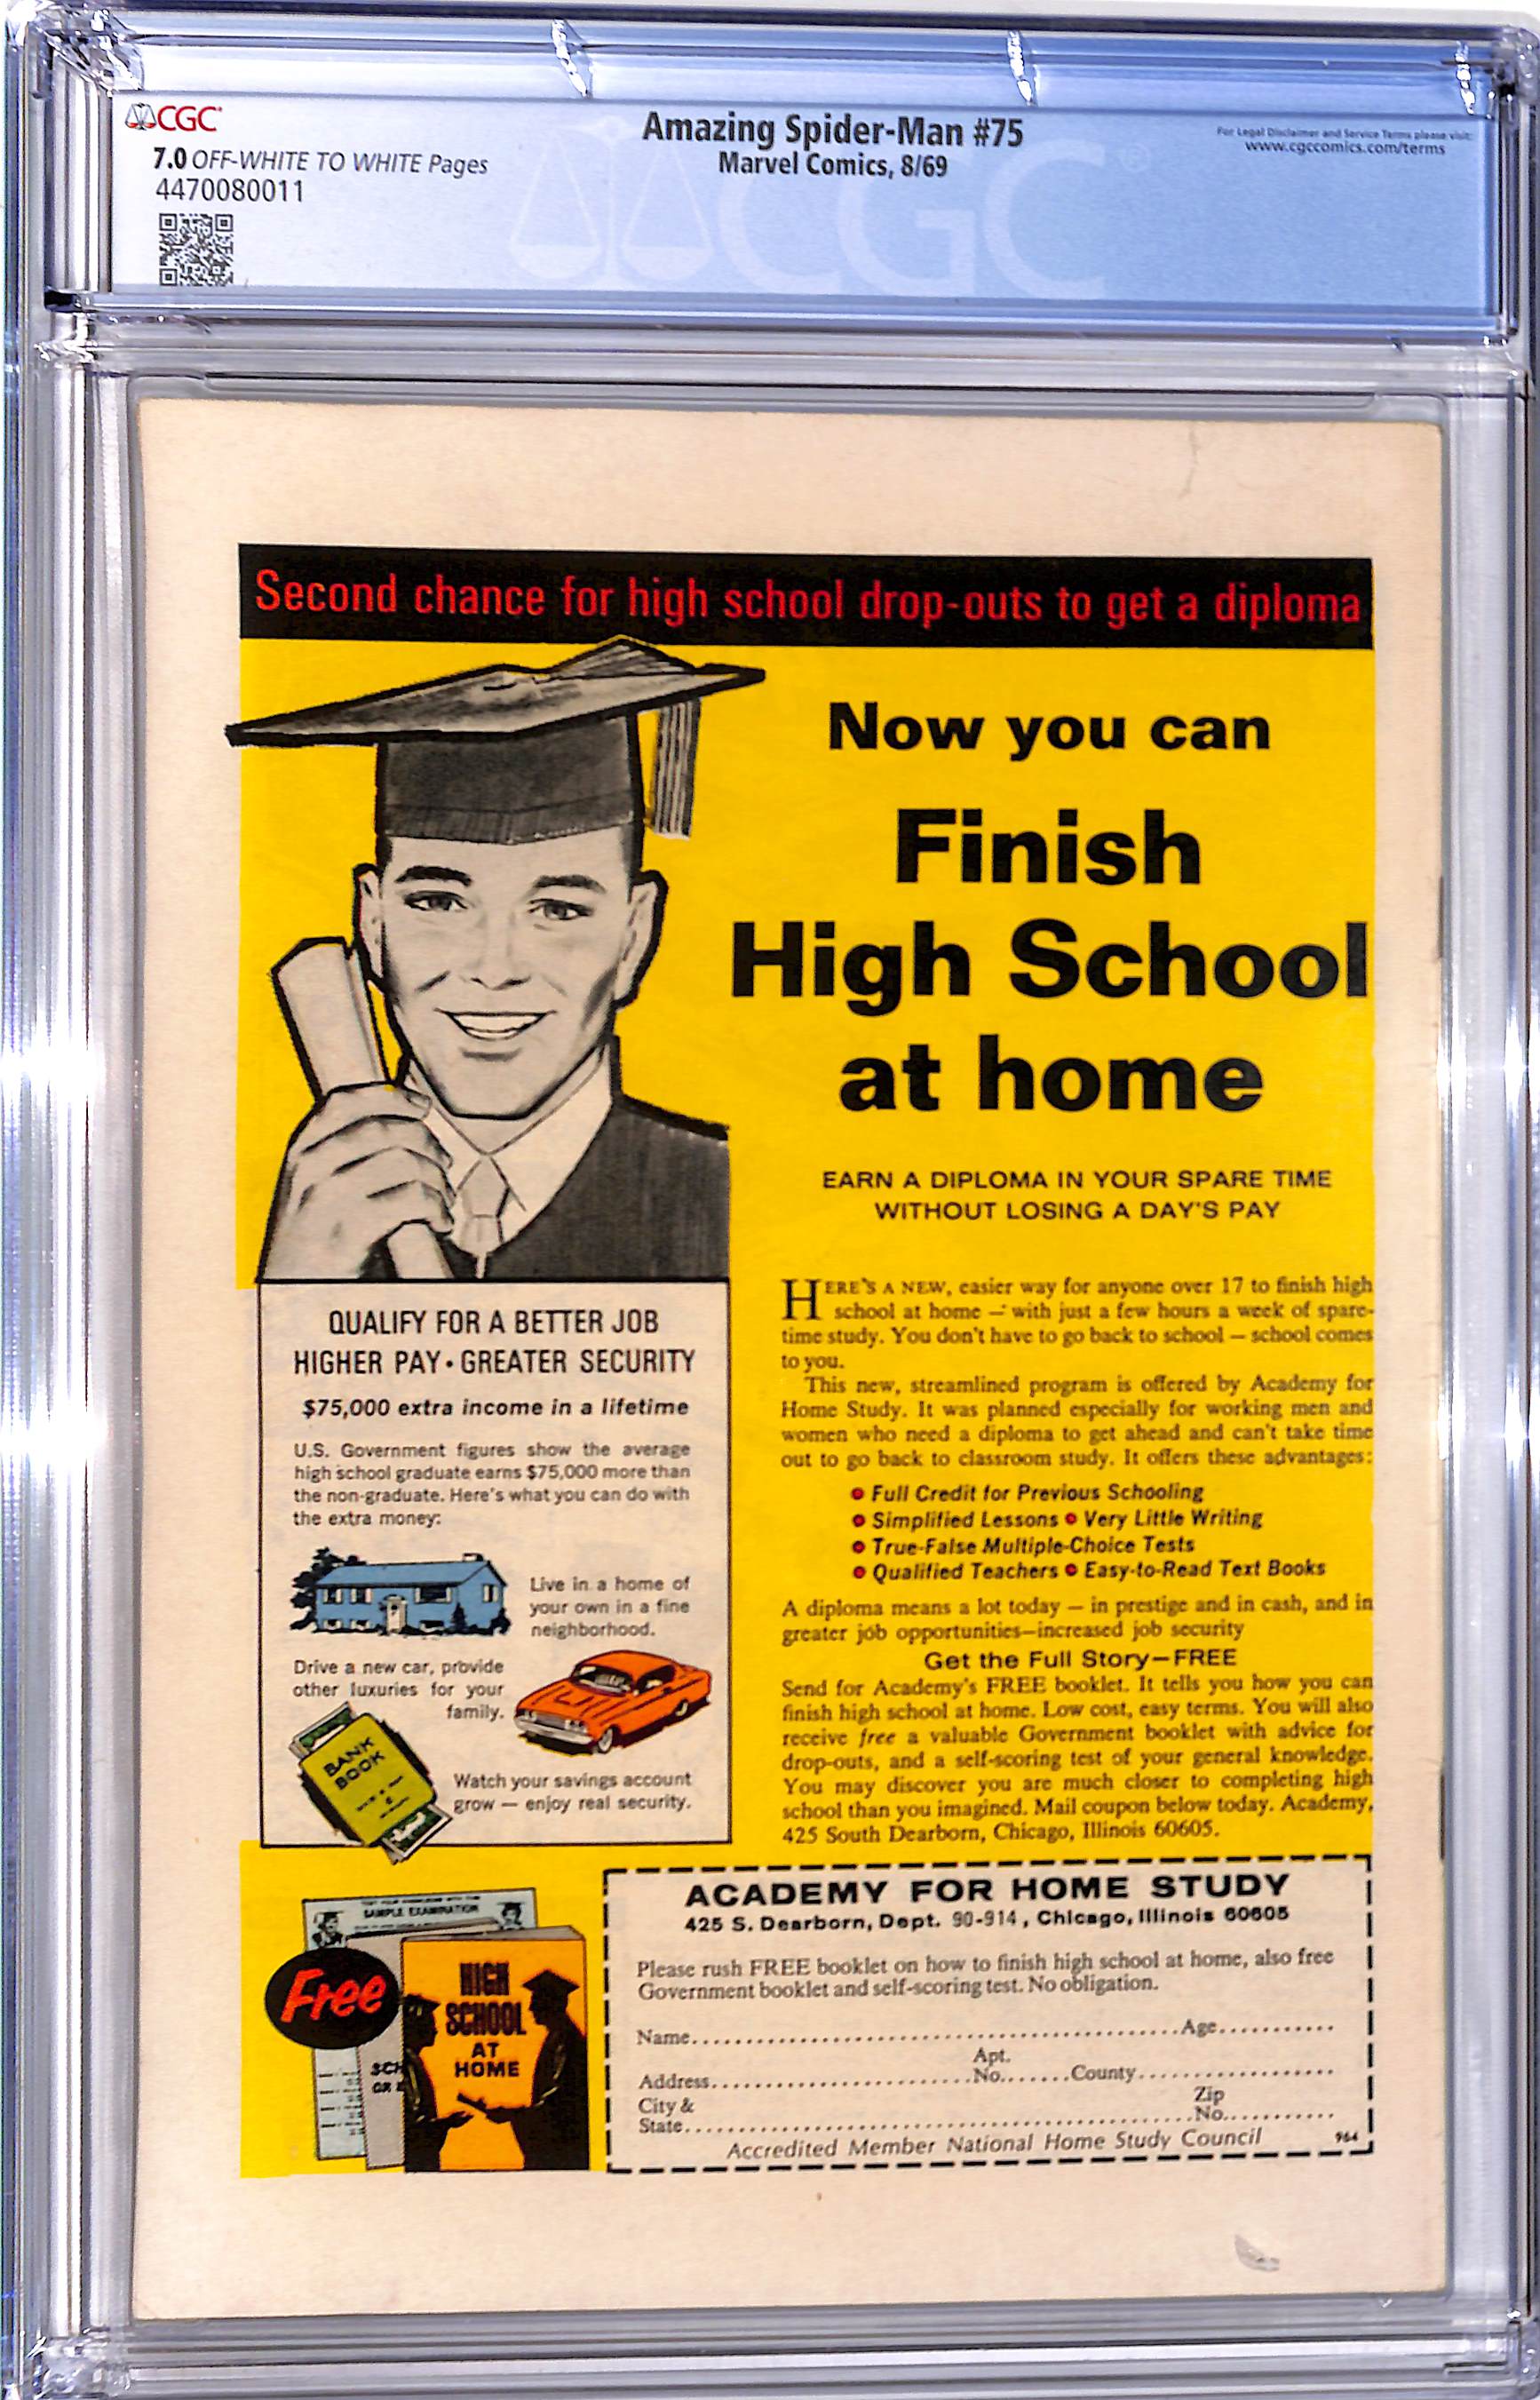 CGC
7.0 OFF-WHITE TO WHITE Pages
4470080011
Amazing Spider-Man #75
Marvel Comics, 8/69
For Legal Disclaimer and Service Terms please visit:
www.cgccomics.com/terms
CGC
Second chance for high school drop-outs to get a diploma
Now you can
Finish
High School
at home
EARN A DIPLOMA IN YOUR SPARE TIME
WITHOUT LOSING A DAY'S PAY
QUALIFY FOR A BETTER JOB
HIGHER PAY • GREATER SECURITY
$75,000 extra income in a lifetime
U.S. Government figures show the average
high school graduate earns $75,000 more than
the non-graduate. Here's what you can do with
the extra money:
Live in a home of
your own in a fine
neighborhood.
Drive a new car, provide
other luxuries for your
family.
BANK
BOOK
Watch your savings account
grow — enjoy real security.
HERE'S A NEW, easier way for anyone over 17 to finish high
school at home — with just a few hours a week of spare-
time study. You don't have to go back to school — school comes
to you.
This new, streamlined program is offered by Academy for
Home Study. It was planned especially for working men and
women who need a diploma to get ahead and can't take time
out to go back to classroom study. It offers these advantages:
• Full Credit for Previous Schooling
• Simplified Lessons • Very Little Writing
• True-False Multiple-Choice Tests
• Qualified Teachers • Easy-to-Read Text Books
A diploma means a lot today — in prestige and in cash, and in
greater job opportunities—increased job security
Get the Full Story—FREE
Send for Academy's FREE booklet. It tells you how you can
finish high school at home. Low cost, easy terms. You will also
receive free a valuable Government booklet with advice for
drop-outs, and a self-scoring test of your general knowledge.
You may discover you are much closer to completing high
school than you imagined. Mail coupon below today. Academy,
425 South Dearborn, Chicago, Illinois 60605.
SAMPLE EXAMINATION
Free
HIGH
SCHOOL
AT
HOME
SCH
GR
ACADEMY FOR HOME STUDY
425 S. Dearborn, Dept. 90-914, Chicago, Illinois 60605
Please rush FREE booklet on how to finish high school at home, also free
Government booklet and self-scoring test. No obligation.
Name..........Age..........
Apt.
Address..........No.......County..........
City & Zip
State..........No..........
Accredited Member National Home Study Council 964